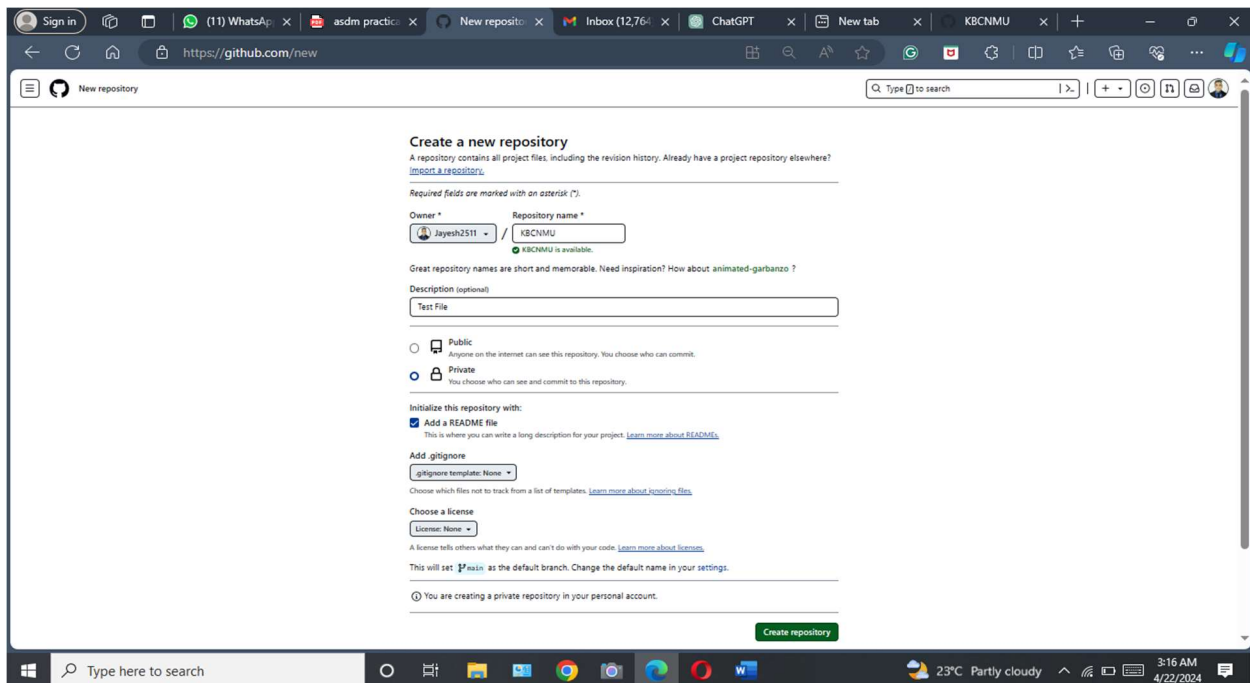 Sign in
(11) WhatsAp
asdm practica
New reposito
Inbox (12,764
ChatGPT
New tab
KBCNMU
https://github.com/new
New repository
Type / to search
Create a new repository
A repository contains all project files, including the revision history. Already have a project repository elsewhere?
Import a repository.
Required fields are marked with an asterisk (*).
Owner * Repository name *
Jayesh2511 / KBCNMU
KBCNMU is available.
Great repository names are short and memorable. Need inspiration? How about animated-garbanzo ?
Description (optional)
Test File
Public
Anyone on the internet can see this repository. You choose who can commit.
Private
You choose who can see and commit to this repository.
Initialize this repository with:
Add a README file
This is where you can write a long description for your project. Learn more about READMEs.
Add .gitignore
.gitignore template: None
Choose which files not to track from a list of templates. Learn more about ignoring files.
Choose a license
License: None
A license tells others what they can and can't do with your code. Learn more about licenses.
This will set main as the default branch. Change the default name in your settings.
You are creating a private repository in your personal account.
Create repository
Type here to search
23°C Partly cloudy
3:16 AM
4/22/2024